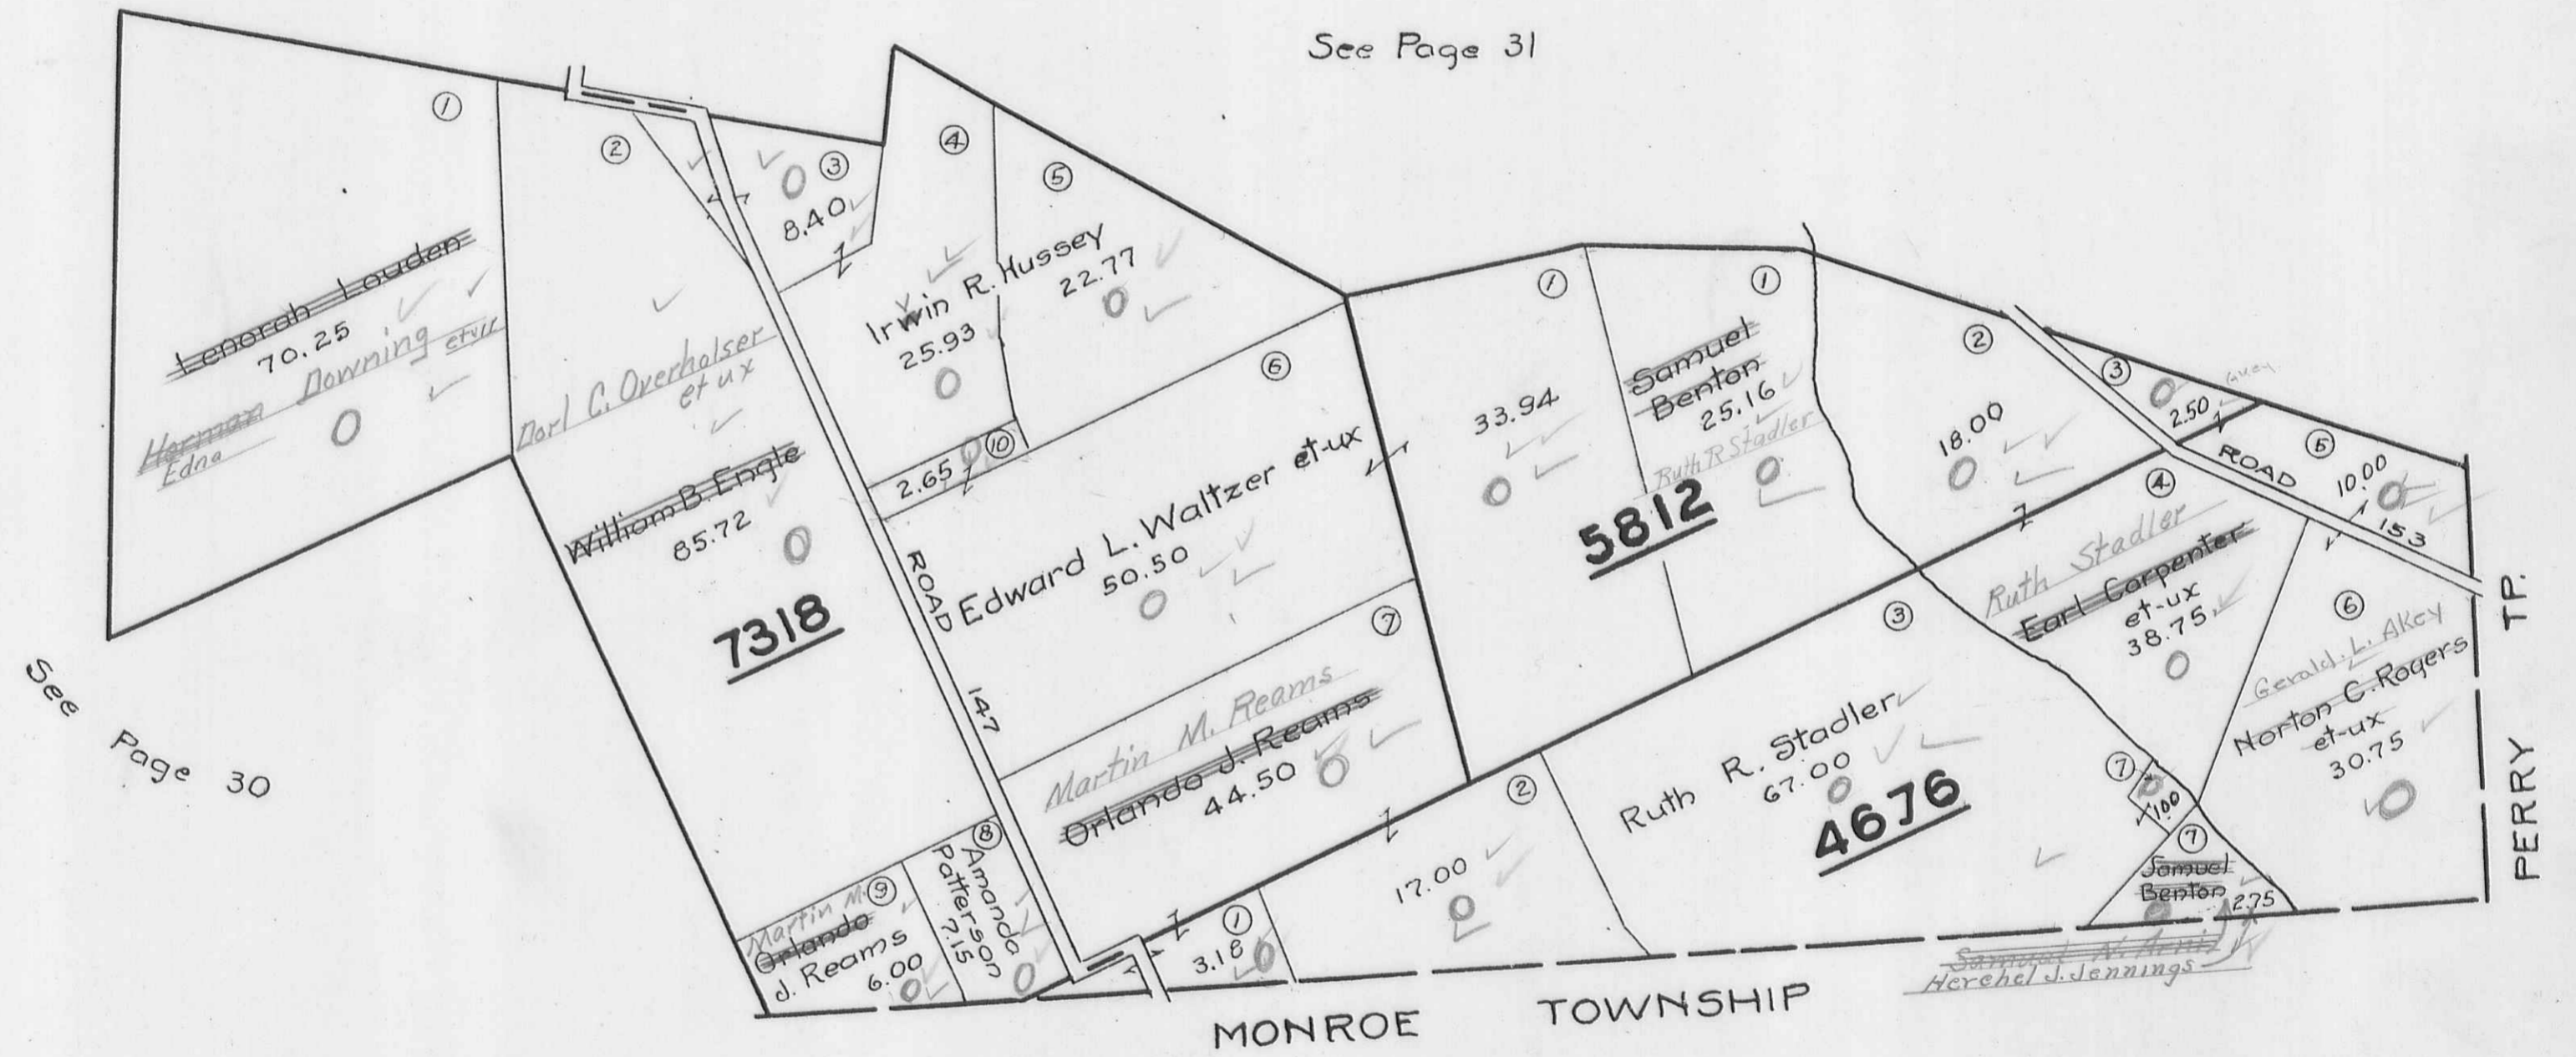 See Page 31
①
Lenorah Louden
70.25
Downing et vir
Herman
Edna
See
Page 30
②
Darl C. Overholser
et ux
William B. Engle
85.72
7318
③
8.40
④
⑤
Irwin R. Hussey
25.93
22.77
⑩
2.65
⑥
Edward L. Waltzer et-ux
50.50
ROAD
147
⑦
Martin M. Reams
Orlando J. Reams
44.50
⑧
Amanda
Patterson
7.15
⑨
Martin M.
Orlando
J. Reams
6.00
①
33.94
①
Samuel
Benton
25.16
Ruth R Stadler
5812
②
18.00
③
2.50
Akey
⑤
10.00
ROAD
153
④
Ruth Stadler
Earl Carpenter
et-ux
38.75
⑥
Gerald. L. Akey
Norton C. Rogers
et-ux
30.75
③
Ruth R. Stadler
67.00
4676
②
17.00
①
3.18
⑦
1.00
⑦
Samuel
Benton
2.75
Herchel J. Jennings
MONROE TOWNSHIP
PERRY TP.